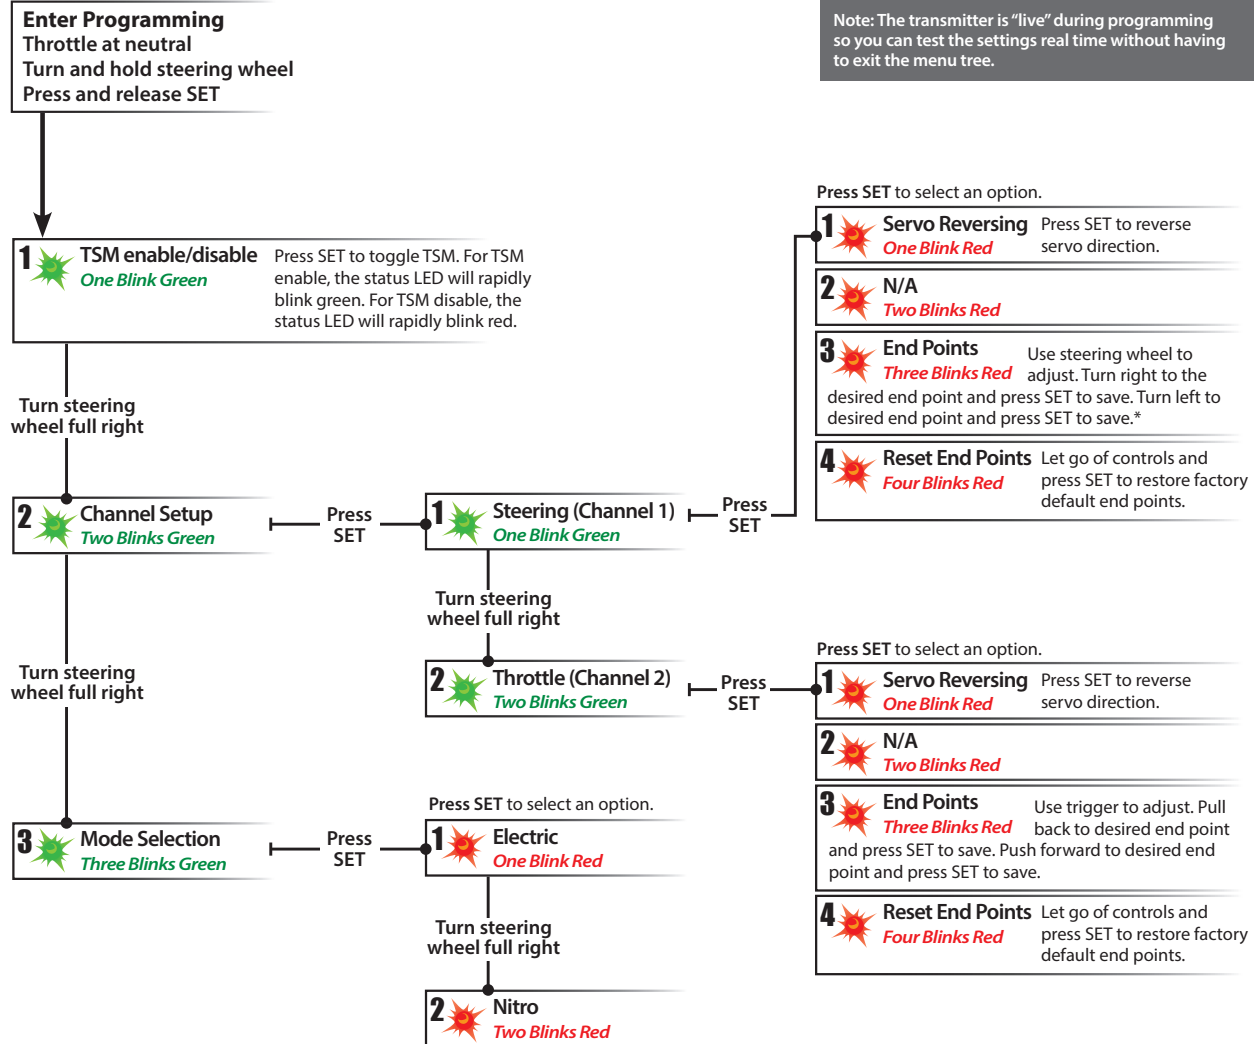 Enter Programming
Throttle at neutral
Turn and hold steering wheel
Press and release SET
Note: The transmitter is “live” during programming
so you can test the settings real time without having
to exit the menu tree.
1 TSM enable/disable
One Blink Green
Press SET to toggle TSM. For TSM
enable, the status LED will rapidly
blink green. For TSM disable, the
status LED will rapidly blink red.
Turn steering
wheel full right
2 Channel Setup
Two Blinks Green
Press
SET
1 Steering (Channel 1)
One Blink Green
Press
SET
Press SET to select an option.
1 Servo Reversing
One Blink Red
Press SET to reverse
servo direction.
2 N/A
Two Blinks Red
3 End Points
Three Blinks Red
Use steering wheel to
adjust. Turn right to the
desired end point and press SET to save. Turn left to
desired end point and press SET to save.*
4 Reset End Points
Four Blinks Red
Let go of controls and
press SET to restore factory
default end points.
Turn steering
wheel full right
2 Throttle (Channel 2)
Two Blinks Green
Press
SET
Press SET to select an option.
1 Servo Reversing
One Blink Red
Press SET to reverse
servo direction.
2 N/A
Two Blinks Red
3 End Points
Three Blinks Red
Use trigger to adjust. Pull
back to desired end point
and press SET to save. Push forward to desired end
point and press SET to save.
4 Reset End Points
Four Blinks Red
Let go of controls and
press SET to restore factory
default end points.
Turn steering
wheel full right
3 Mode Selection
Three Blinks Green
Press
SET
Press SET to select an option.
1 Electric
One Blink Red
Turn steering
wheel full right
2 Nitro
Two Blinks Red